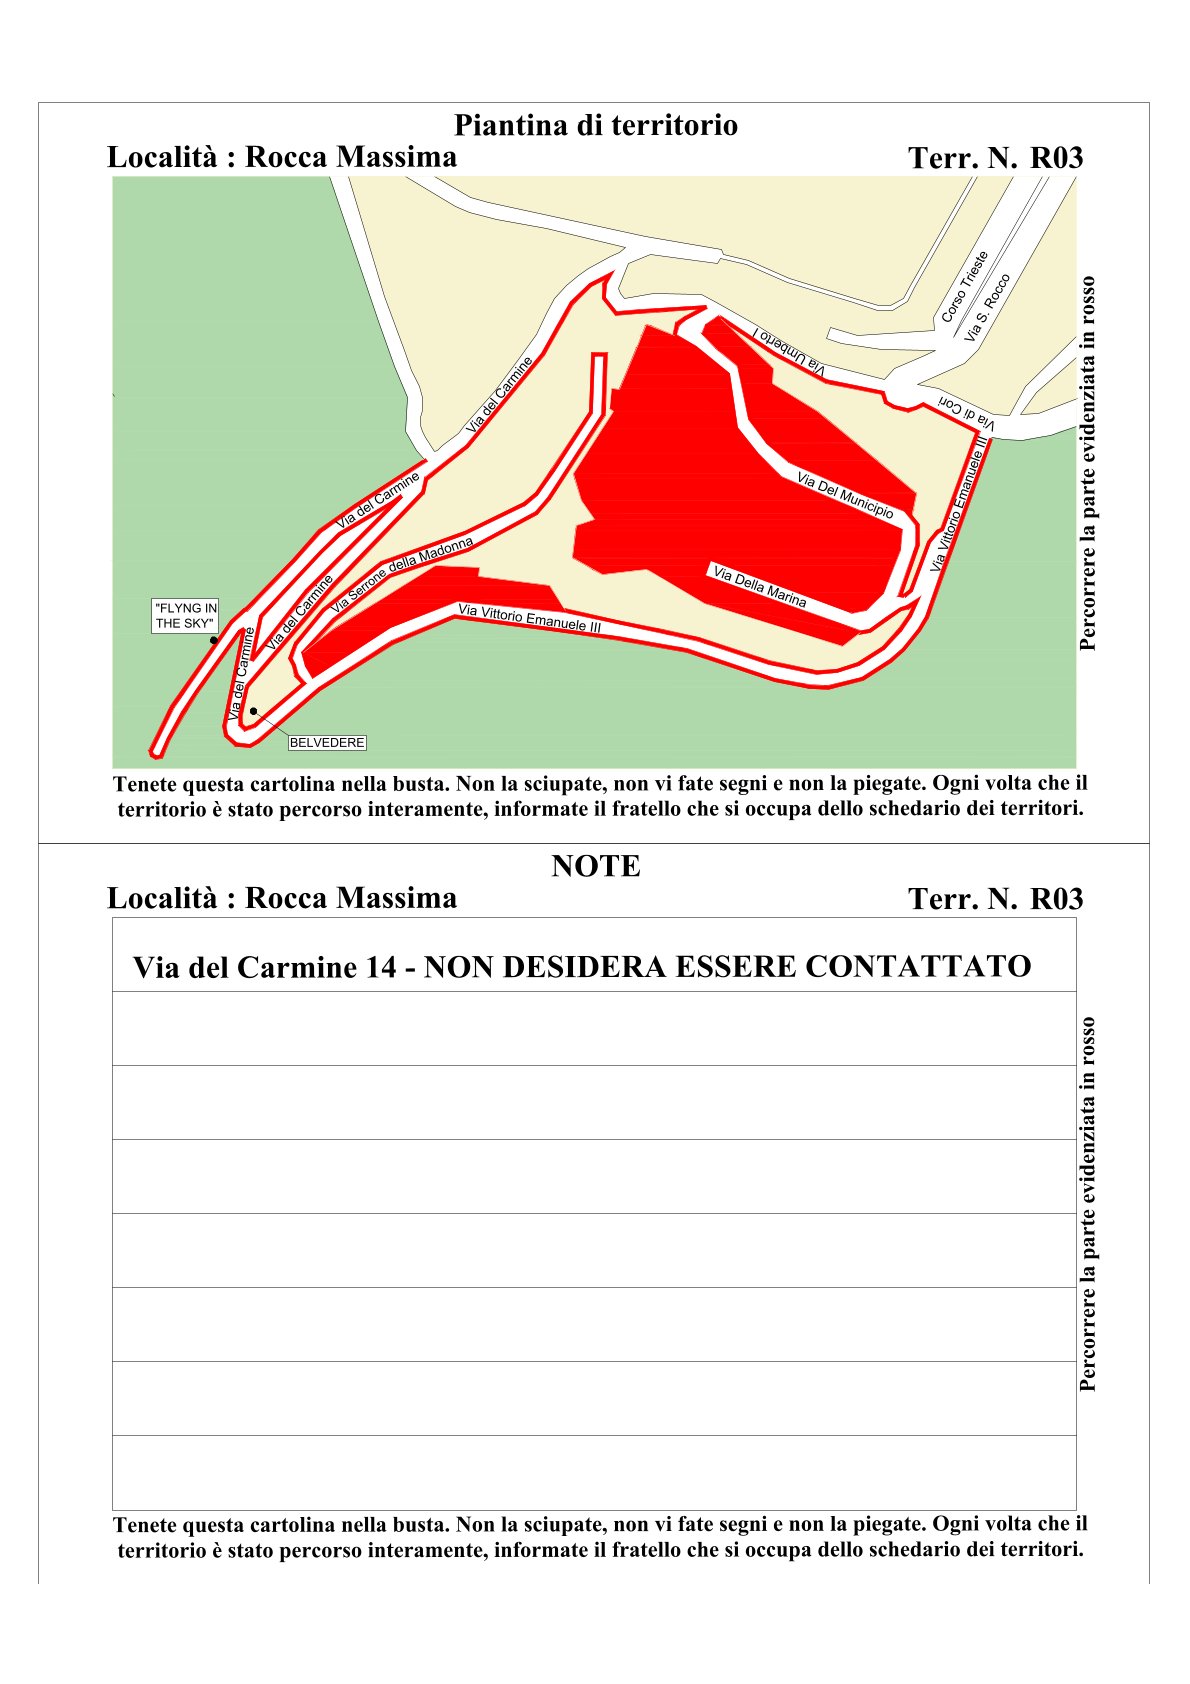 Piantina di territorio
Località : Rocca Massima
Terr. N. R03
Corso Trieste
Via S. Rocco
Via Umberto I
Via di Cori
Via del Carmine
Via del Carmine
Via Vittorio Emanuele III
Via Del Municipio
Via Serrone della Madonna
Via Della Marina
Via del Carmine
Via Vittorio Emanuele III
"FLYNG IN
THE SKY"
Via del Carmine
BELVEDERE
Percorrere la parte evidenziata in rosso
Tenete questa cartolina nella busta. Non la sciupate, non vi fate segni e non la piegate. Ogni volta che il
territorio è stato percorso interamente, informate il fratello che si occupa dello schedario dei territori.
NOTE
Località : Rocca Massima
Terr. N. R03
Via del Carmine 14 - NON DESIDERA ESSERE CONTATTATO
Percorrere la parte evidenziata in rosso
Tenete questa cartolina nella busta. Non la sciupate, non vi fate segni e non la piegate. Ogni volta che il
territorio è stato percorso interamente, informate il fratello che si occupa dello schedario dei territori.